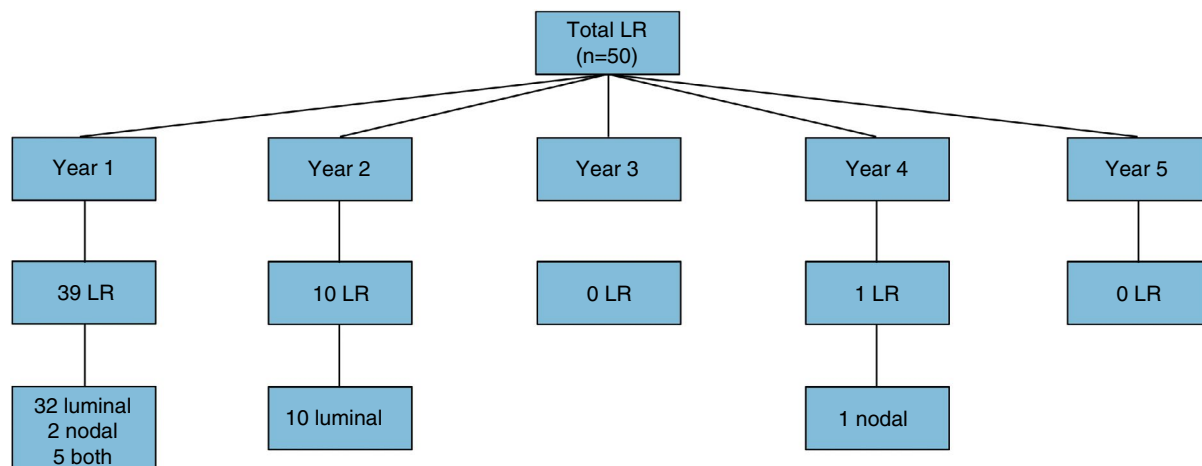 Total LR
(n=50)
Year 1
Year 2
Year 3
Year 4
Year 5
39 LR
10 LR
0 LR
1 LR
0 LR
32 luminal
2 nodal
5 both
10 luminal
1 nodal